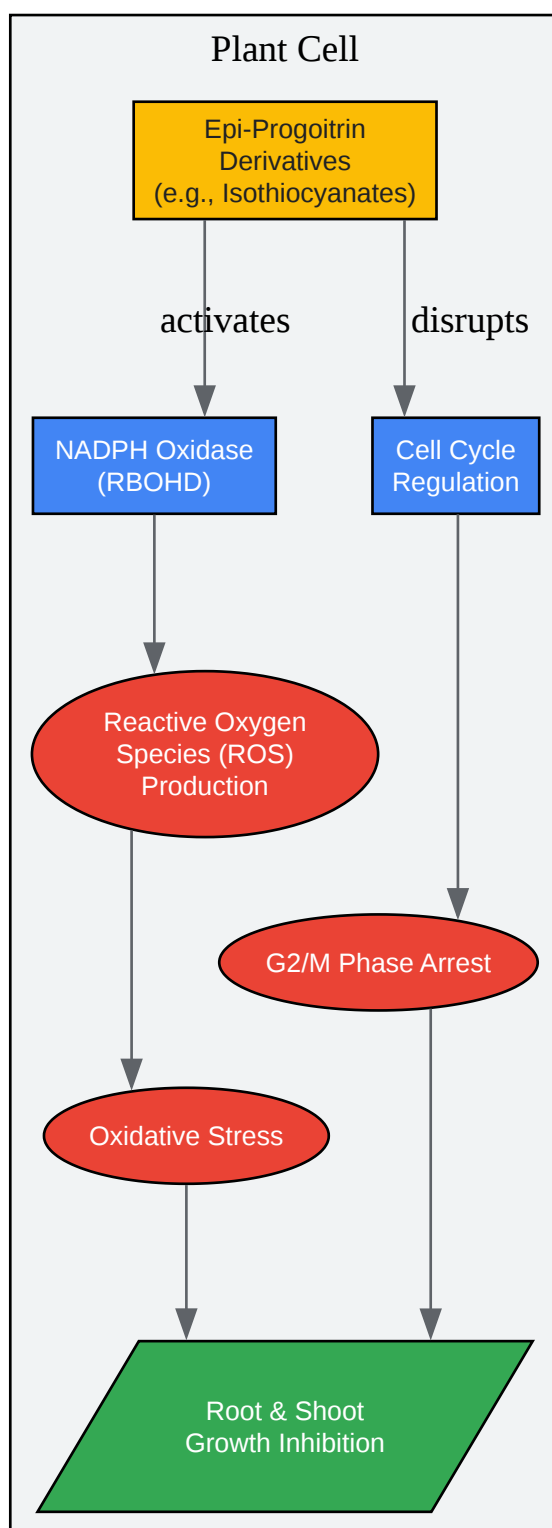 Plant Cell
Epi-Progoitrin
Derivatives
(e.g., Isothiocyanates)
activates
disrupts
NADPH Oxidase
(RBOHD)
Cell Cycle
Regulation
Reactive Oxygen
Species (ROS)
Production
G2/M Phase Arrest
Oxidative Stress
Root & Shoot
Growth Inhibition